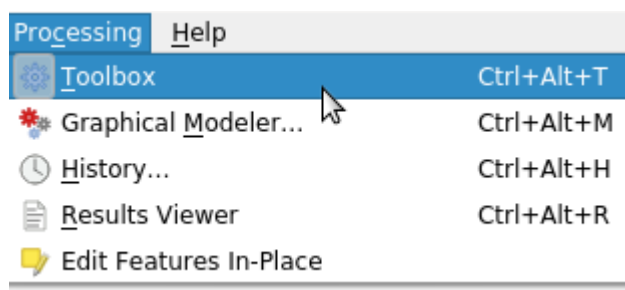 Processing Help
Toolbox Ctrl+Alt+T
Graphical Modeler... Ctrl+Alt+M
History... Ctrl+Alt+H
Results Viewer Ctrl+Alt+R
Edit Features In-Place